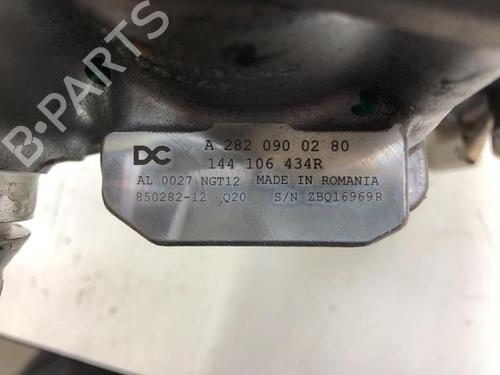 B-PARTS
DC A 282 090 02 80
144 106 434R
AL 0027 NGT12 MADE IN ROMANIA
850282-12 Q20 S/N ZBQ16969R